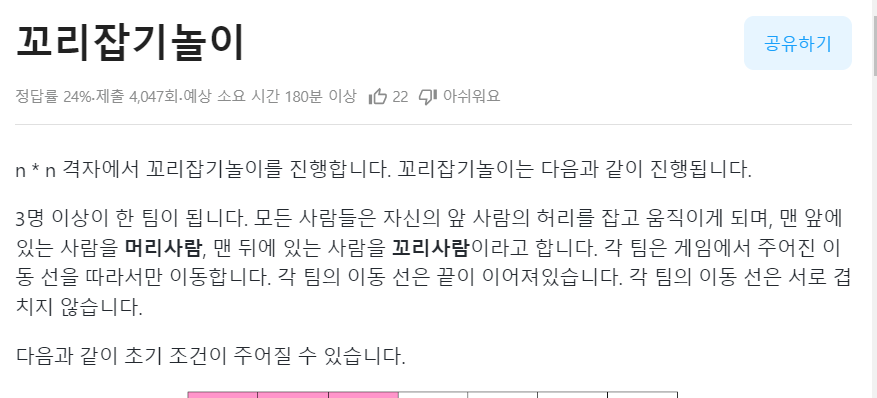 꼬리잡기놀이
공유하기
정답률 24%·제출 4,047회·예상 소요 시간 180분 이상 22 아쉬워요
n * n 격자에서 꼬리잡기놀이를 진행합니다. 꼬리잡기놀이는 다음과 같이 진행됩니다.
3명 이상이 한 팀이 됩니다. 모든 사람들은 자신의 앞 사람의 허리를 잡고 움직이게 되며, 맨 앞에
있는 사람을 머리사람, 맨 뒤에 있는 사람을 꼬리사람이라고 합니다. 각 팀은 게임에서 주어진 이
동 선을 따라서만 이동합니다. 각 팀의 이동 선은 끝이 이어져있습니다. 각 팀의 이동 선은 서로 겹
치지 않습니다.
다음과 같이 초기 조건이 주어질 수 있습니다.